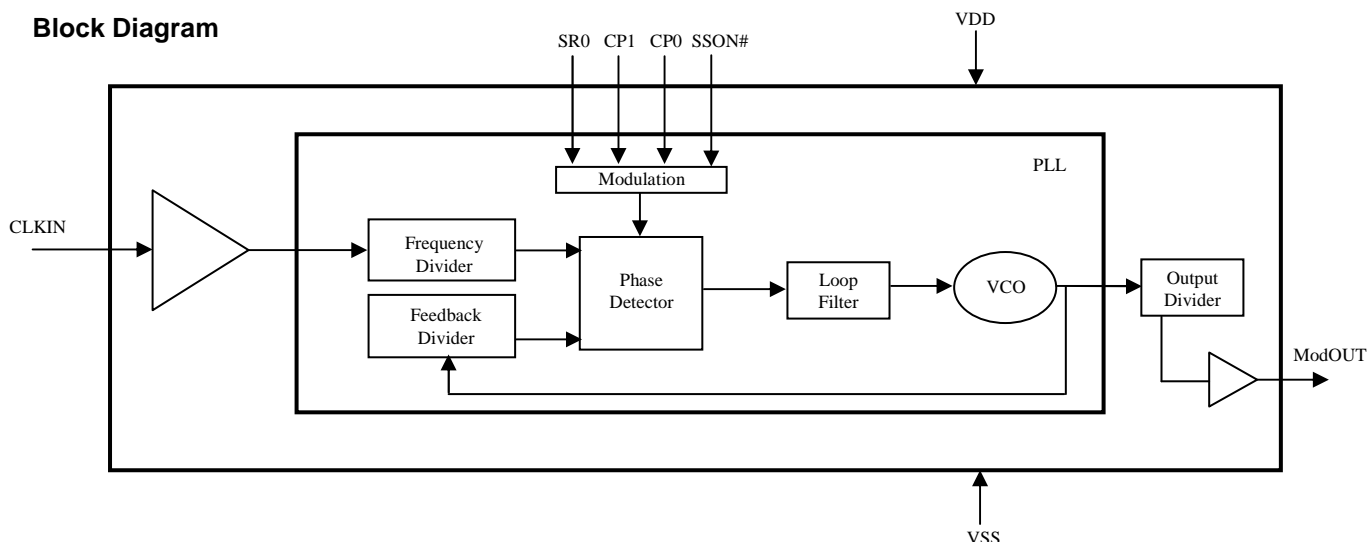 Block Diagram
VDD
SR0 CP1 CP0 SSON#
PLL
Modulation
CLKIN
Frequency
Divider
Phase
Detector
Loop
Filter
VCO
Output
Divider
Feedback
Divider
ModOUT
VSS